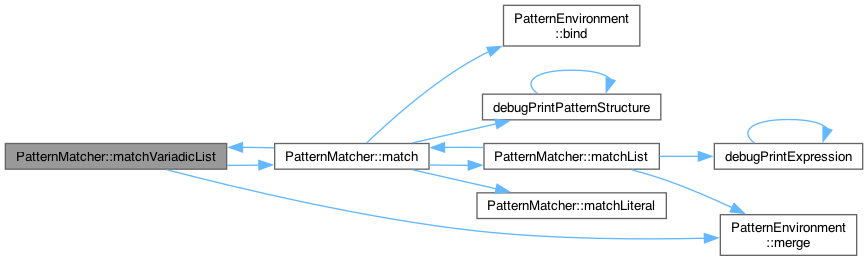 PatternEnvironment
::bind
debugPrintPatternStructure
PatternMatcher::matchVariadicList
PatternMatcher::match
PatternMatcher::matchList
debugPrintExpression
PatternMatcher::matchLiteral
PatternEnvironment
::merge